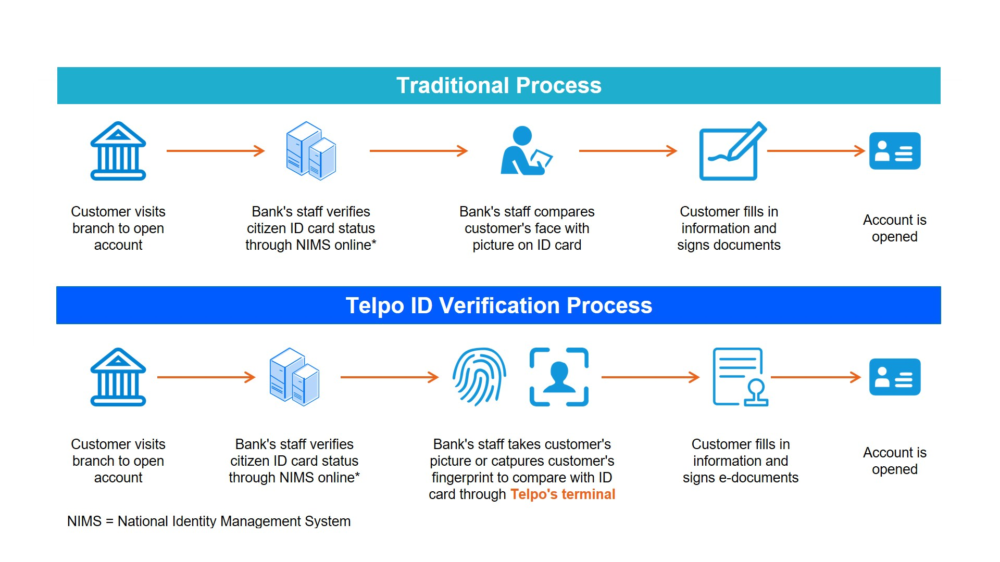 Traditional Process
Customer visits
branch to open
account
Bank's staff verifies
citizen ID card status
through NIMS online*
Bank's staff compares
customer's face with
picture on ID card
Customer fills in
information and
signs documents
Account is
opened
Telpo ID Verification Process
Customer visits
branch to open
account
Bank's staff verifies
citizen ID card status
through NIMS online*
Bank's staff takes customer's
picture or catpures customer's
fingerprint to compare with ID
card through Telpo's terminal
Customer fills in
information and
signs e-documents
Account is
opened
NIMS = National Identity Management System